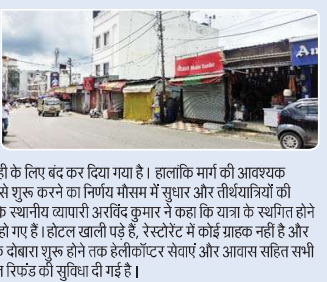 An
ही के लिए बंद कर दिया गया है। हालांकि मार्ग की आवश्यक
से शुरू करने का निर्णय मौसम में सुधार और तीर्थयात्रियों की
क स्थानीय व्यापारी अरविंद कुमार ने कहा कि यात्रा के स्थगित होने
हो गए हैं। होटल खाली पड़े हैं, रेस्टोरेंट में कोई ग्राहक नहीं है और
क दोबारा शुरू होने तक हेलीकॉप्टर सेवाएं और आवास सहित सभी
त रिफंड की सुविधा दी गई है।